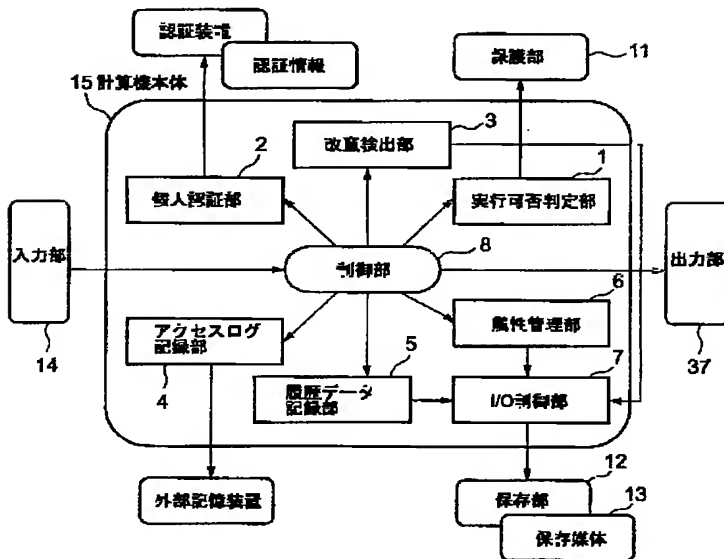 認証装置
認証情報
保護部
11
15 計算機本体
3
改竄検出部
2
1
個人認証部
実行可否判定部
入力部
制御部
8
出力部
6
アクセスログ
記録部
属性管理部
14
4
5
7
37
履歴データ
記録部
I/O制御部
12
外部記憶装置
保存部
13
保存媒体